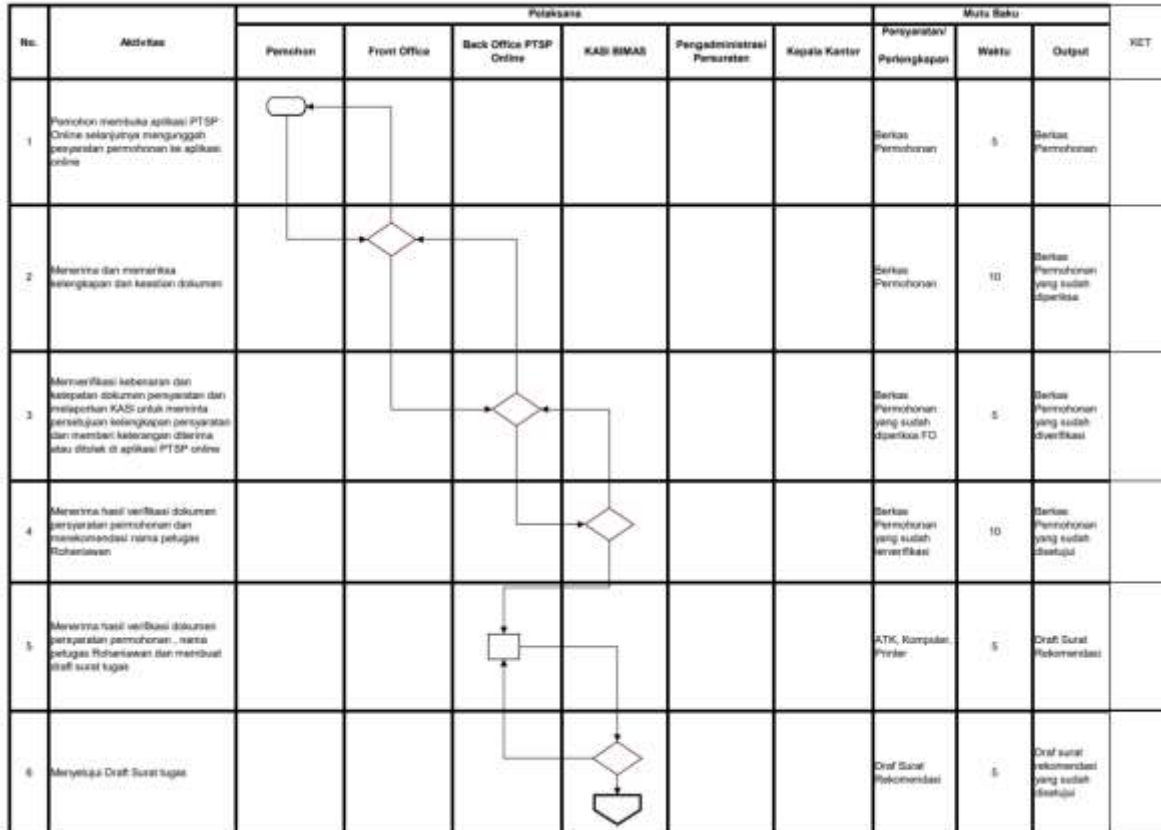 No.
Aktivitas
Pelaksana
Mutu Baku
KET
Pemohon
Front Office
Back Office PTSP
Online
KASI BIMAS
Pengadministrasi
Persuratan
Kepala Kantor
Persyaratan/
Perlengkapan
Waktu
Output
1
Pemohon membuka aplikasi PTSP
Online selanjutnya mengunggah
pesyaratan permohonan ke aplikasi
online
Berkas
Permohonan
5
Berkas
Permohonan
2
Menerima dan memeriksa
kelengkapan dan keaslian dokumen
Berkas
Permohonan
10
Berkas
Permohonan
yang sudah
diperiksa
3
Memverifikasi kebenaran dan
ketepatan dokumen persyaratan dan
melaporkan KASI untuk meminta
persetujuan kelengkapan persyaratan
dan memberi keterangan diterima
atau ditolak di aplikasi PTSP online
Berkas
Permohonan
yang sudah
diperiksa FO
5
Berkas
Permohonan
yang sudah
diverifikasi
4
Menerima hasil verifikasi dokumen
persyaratan permohonan dan
merekomendasi nama petugas
Rohaniawan
Berkas
Permohonan
yang sudah
terverifikasi
10
Berkas
Permohonan
yang sudah
disetujui
5
Menerima hasil verifikasi dokumen
persyaratan permohonan , nama
petugas Rohaniawan dan membuat
draft surat tugas
ATK, Komputer,
Printer
5
Draft Surat
Rekomendasi
6
Menyetujui Draft Surat tugas
Draf Surat
Rekomendasi
5
Draf surat
rekomendasi
yang sudah
disetujui